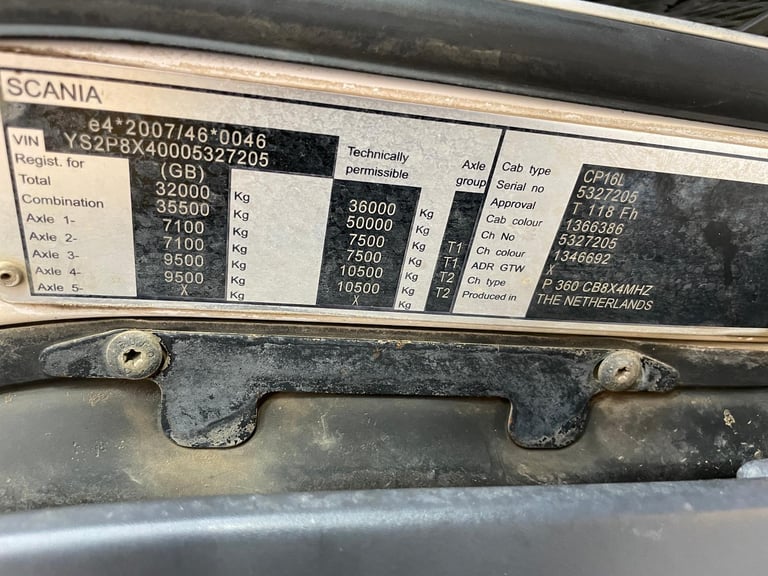 SCANIA
e4*2007/46*0046
VIN YS2P8X40005327205
Regist. for (GB)
Total 32000 Kg
Combination 35500 Kg
Axle 1- 7100 Kg
Axle 2- 7100 Kg
Axle 3- 9500 Kg
Axle 4- 9500 Kg
Axle 5- X Kg
Technically permissible
Axle group
36000 Kg
50000 Kg
7500 Kg T1
7500 Kg T1
10500 Kg T2
10500 Kg T2
X Kg
Cab type CP16L
Serial no 5327205
Approval T 118 Fh
Cab colour 1366386
Ch No 5327205
Ch colour 1346692
ADR GTW X
Ch type P 360 CB8X4MHZ
Produced in THE NETHERLANDS